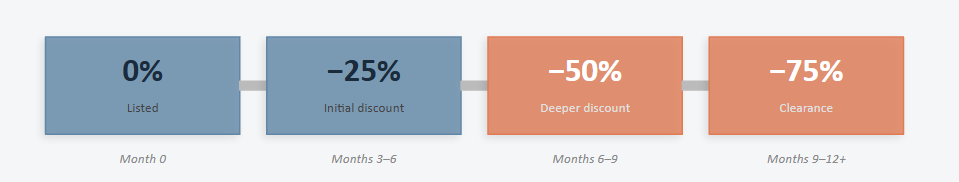 0%
Listed
Month 0
−25%
Initial discount
Months 3–6
−50%
Deeper discount
Months 6–9
−75%
Clearance
Months 9–12+